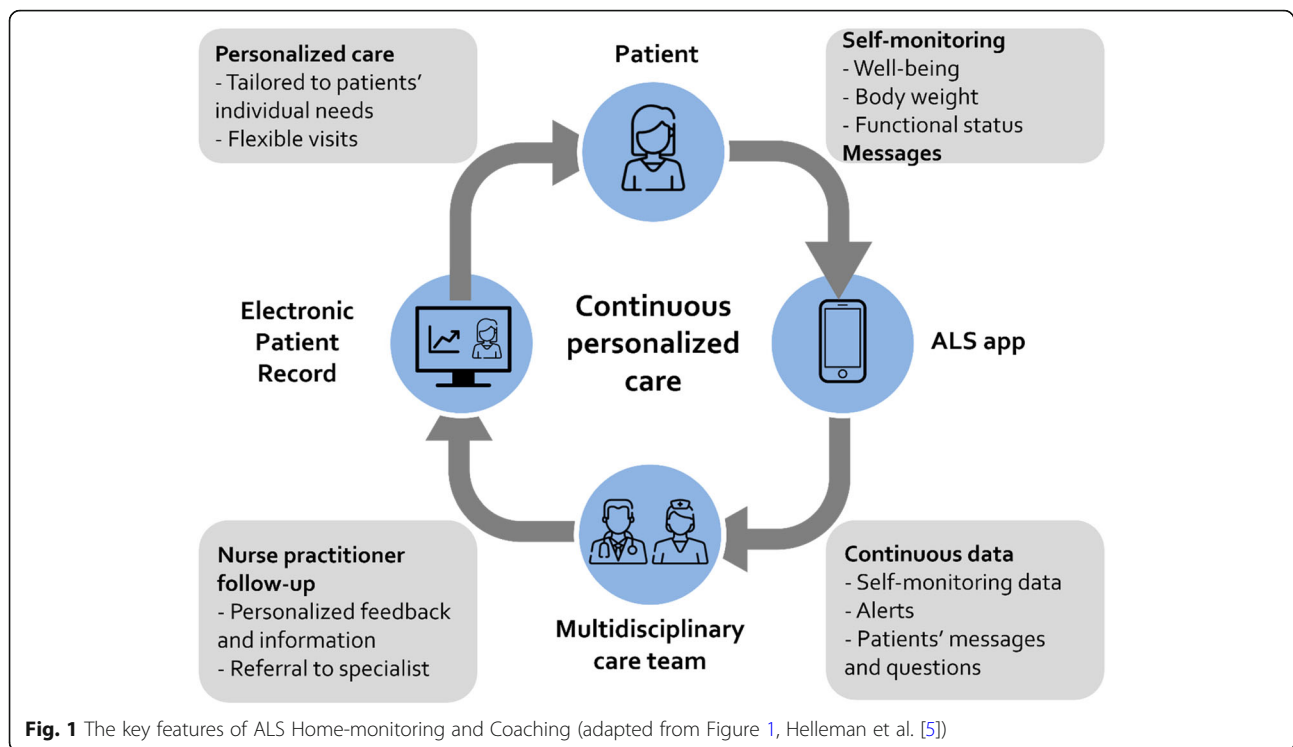 Personalized care
- Tailored to patients'
individual needs
- Flexible visits
Patient
Self-monitoring
- Well-being
- Body weight
- Functional status
Messages
Electronic
Patient
Record
Continuous
personalized
care
ALS app
Nurse practitioner
follow-up
- Personalized feedback
and information
- Referral to specialist
Multidisciplinary
care team
Continuous data
- Self-monitoring data
- Alerts
- Patients' messages
and questions
Fig. 1 The key features of ALS Home-monitoring and Coaching (adapted from Figure 1, Helleman et al. [5])